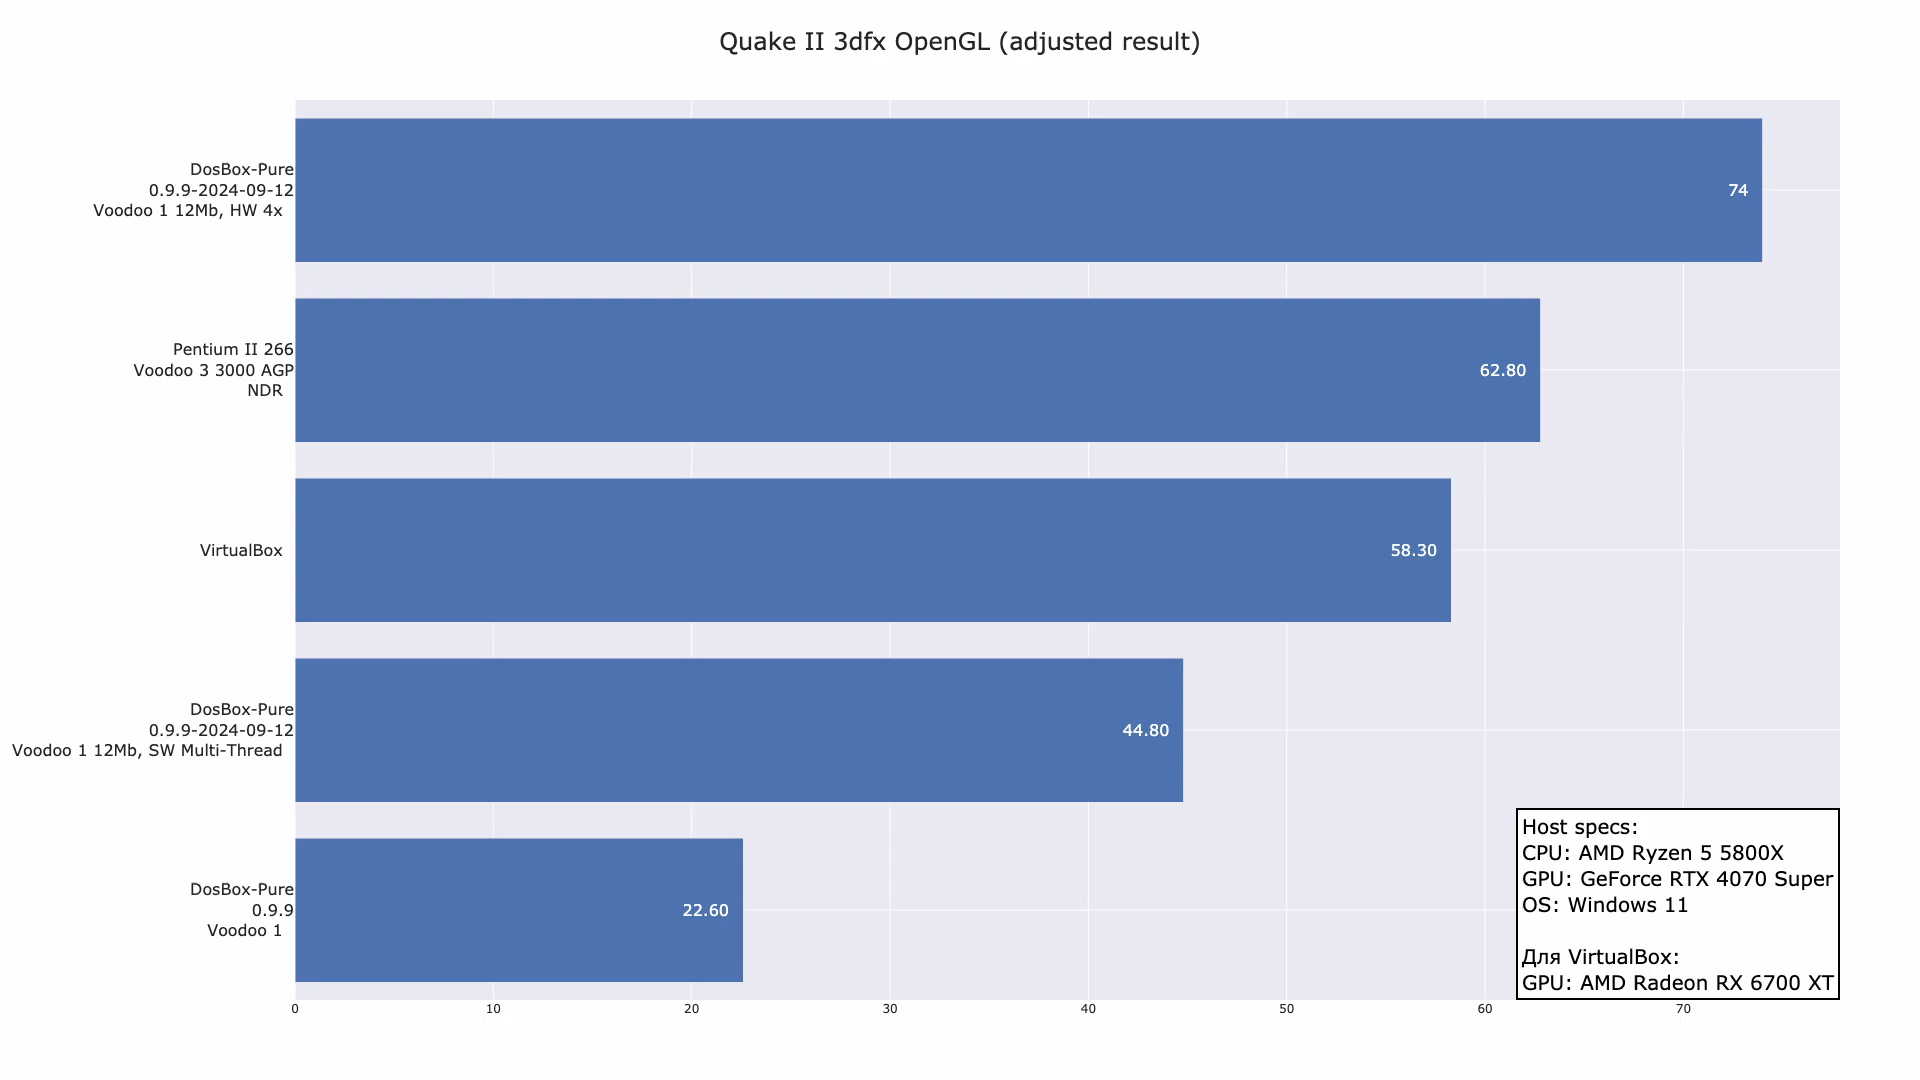 Quake II 3dfx OpenGL (adjusted result)
DosBox-Pure
0.9.9-2024-09-12
Voodoo 1 12Mb, HW 4x
74
Pentium II 266
Voodoo 3 3000 AGP
NDR
62.80
VirtualBox
58.30
DosBox-Pure
0.9.9-2024-09-12
Voodoo 1 12Mb, SW Multi-Thread
44.80
DosBox-Pure
0.9.9
Voodoo 1
22.60
Host specs:
CPU: AMD Ryzen 5 5800X
GPU: GeForce RTX 4070 Super
OS: Windows 11
Для VirtualBox:
GPU: AMD Radeon RX 6700 XT
0 10 20 30 40 50 60 70